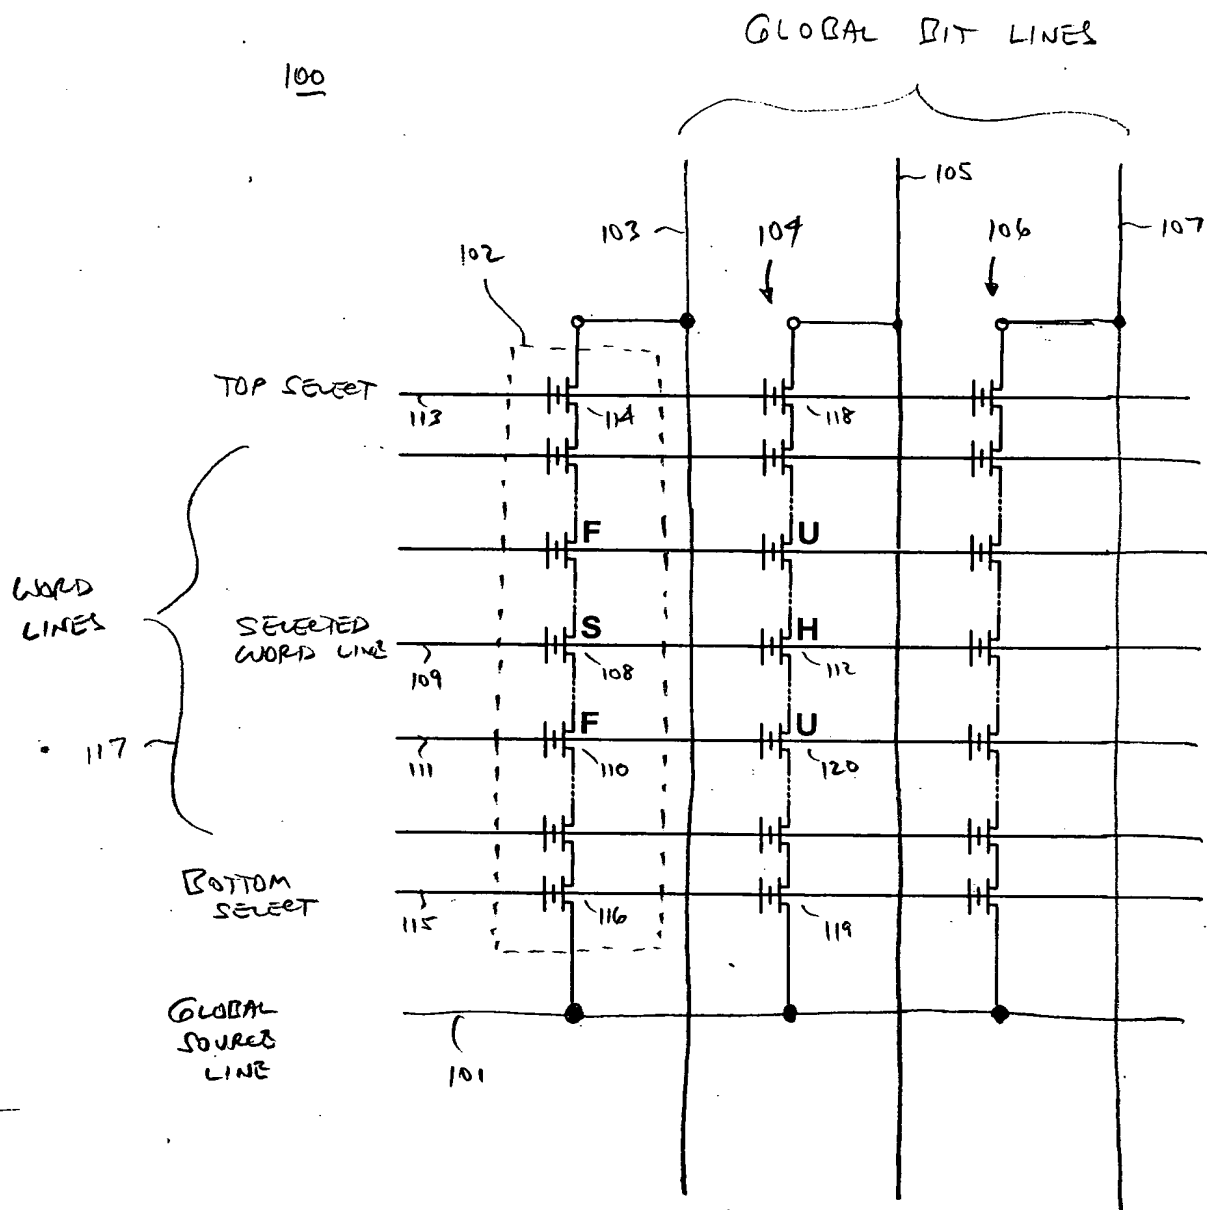 GLOBAL BIT LINES
100
105
103
104
106
107
102
TOP SELECT
113
114
118
F
U
WORD
LINES
SELECTED
WORD LINE
S
H
109
108
112
F
U
117
111
110
120
BOTTOM
SELECT
115
116
119
GLOBAL
SOURCE
LINE
101